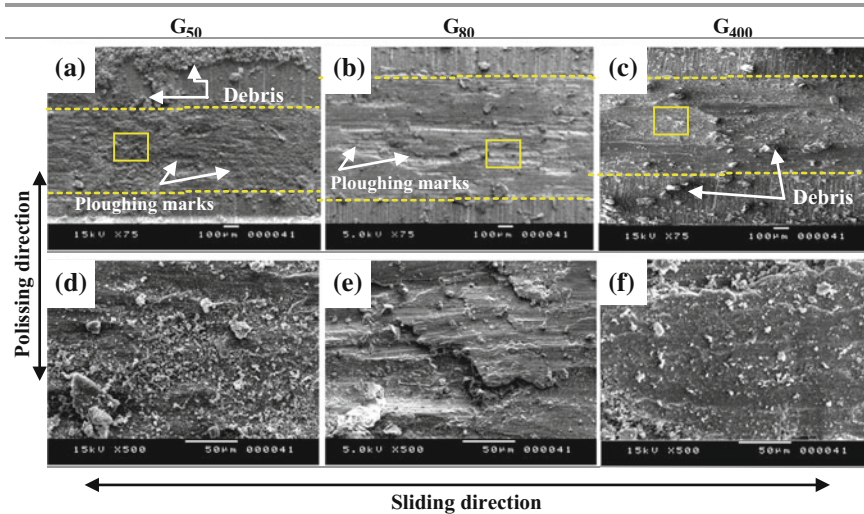 G50 G80 G400
(a) (b) (c)
Debris
Ploughing marks
Ploughing marks
Debris
15kV X75 100µm 000041
5.0kV X75 100µm 000041
15kV X75 100µm 000041
Polissing direction
(d) (e) (f)
15kV X500 50µm 000041
5.0kV X500 50µm 000041
15kV X500 50µm 000041
Sliding direction